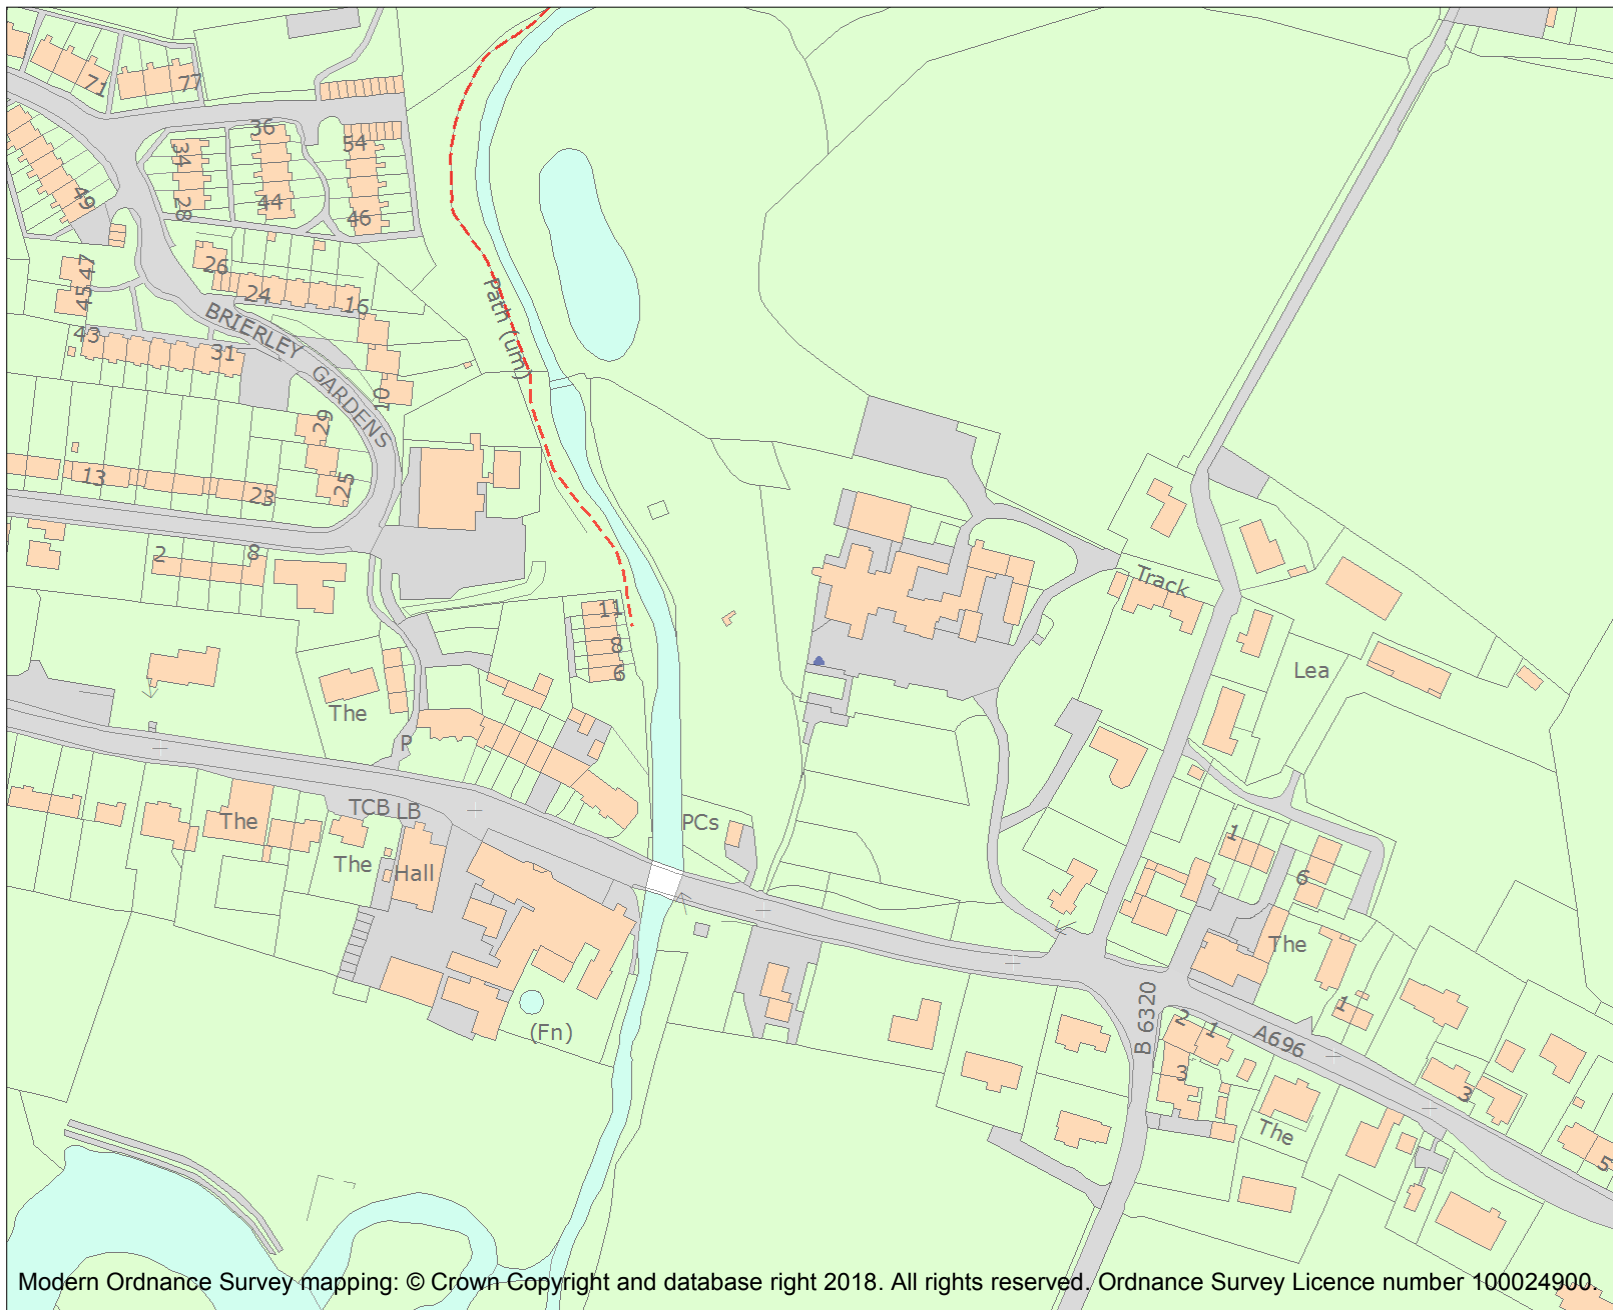 71
77
36
54
34
49
44
28
46
26
47
24
45
16
Path (um)
BRIERLEY
43
31
GARDENS
10
29
13
23
25
2
8
Track
11
8
6
Lea
The
P
TCB LB
The
PCs
1
The
Hall
6
The
B 6320
(Fn)
2
1
A696
1
3
3
The
5
Modern Ordnance Survey mapping: © Crown Copyright and database right 2018. All rights reserved. Ordnance Survey Licence number 100024900.